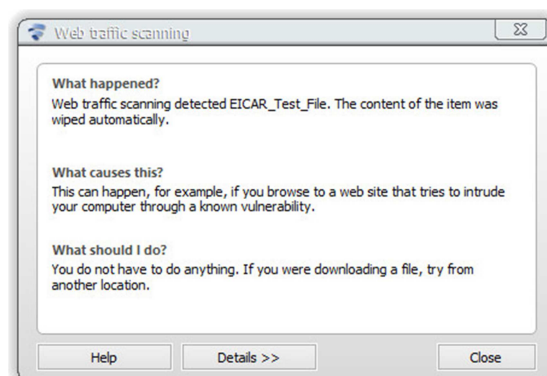 Web traffic scanning
What happened?
Web traffic scanning detected EICAR_Test_File. The content of the item was
wiped automatically.
What causes this?
This can happen, for example, if you browse to a web site that tries to intrude
your computer through a known vulnerability.
What should I do?
You do not have to do anything. If you were downloading a file, try from
another location.
Help
Details >>
Close